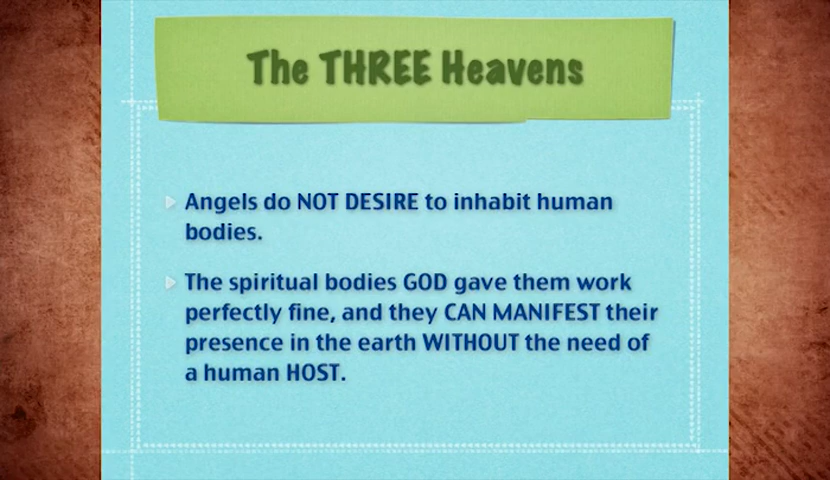 The THREE Heavens
Angels do NOT DESIRE to inhabit human
bodies.
The spiritual bodies GOD gave them work
perfectly fine, and they CAN MANIFEST their
presence in the earth WITHOUT the need of
a human HOST.